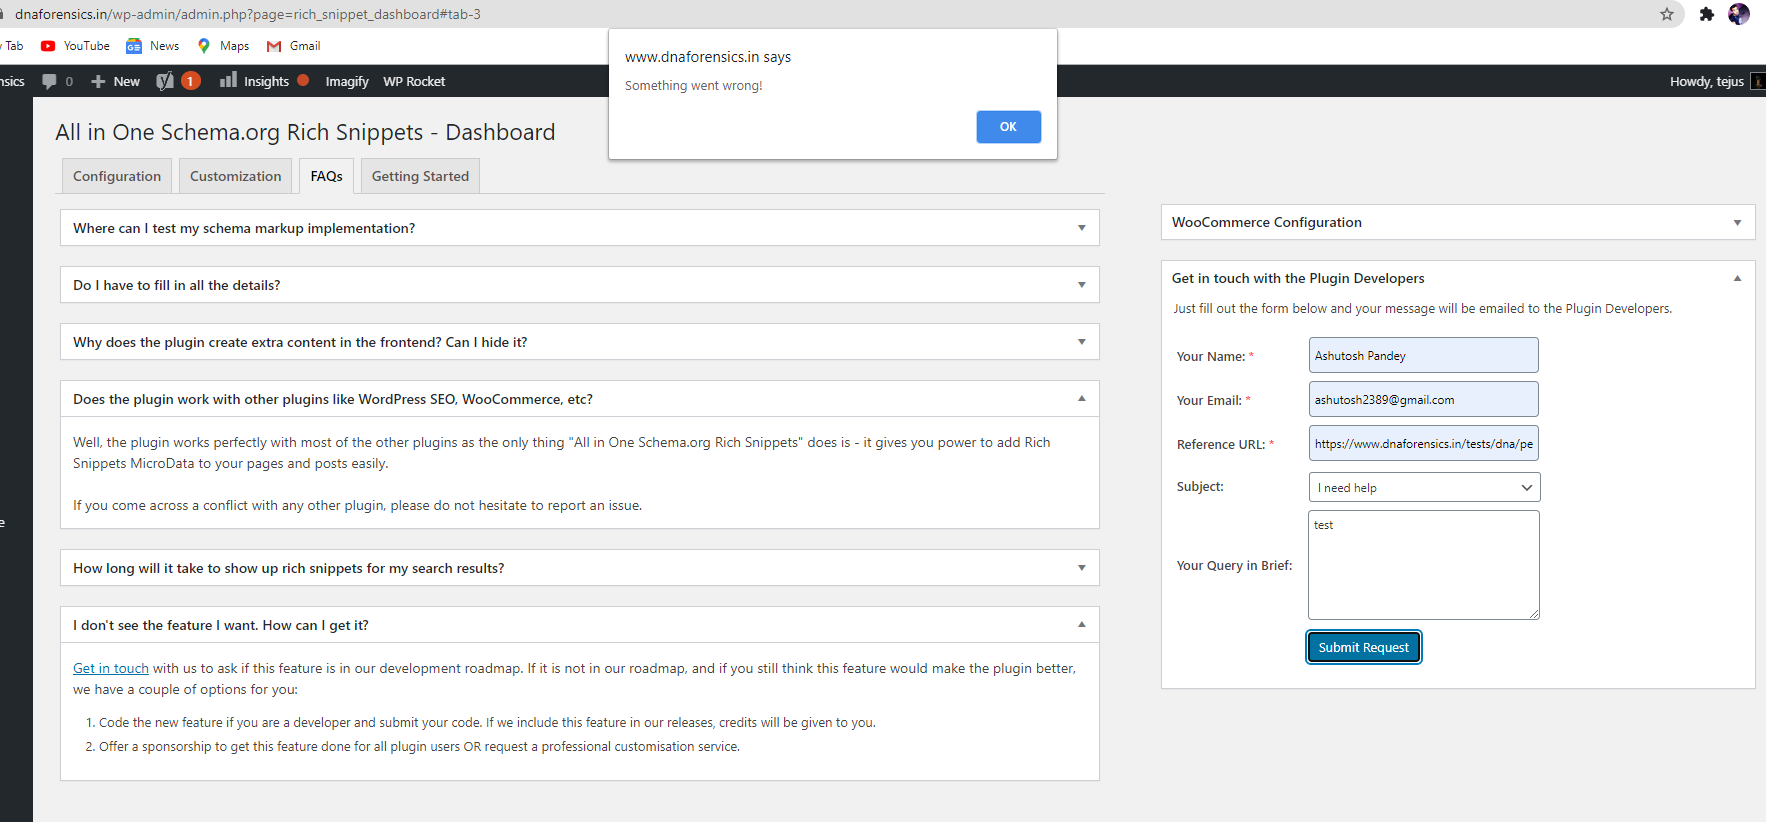 dnaforensics.in/wp-admin/admin.php?page=rich_snippet_dashboard#tab-3
Tab
YouTube
News
Maps
Gmail
www.dnaforensics.in says
Something went wrong!
OK
0
New
1
Insights
Imagify
WP Rocket
Howdy, tejus
All in One Schema.org Rich Snippets - Dashboard
Configuration
Customization
FAQs
Getting Started
Where can I test my schema markup implementation?
Do I have to fill in all the details?
Why does the plugin create extra content in the frontend? Can I hide it?
Does the plugin work with other plugins like WordPress SEO, WooCommerce, etc?
Well, the plugin works perfectly with most of the other plugins as the only thing "All in One Schema.org Rich Snippets" does is - it gives you power to add Rich
Snippets MicroData to your pages and posts easily.
If you come across a conflict with any other plugin, please do not hesitate to report an issue.
How long will it take to show up rich snippets for my search results?
I don't see the feature I want. How can I get it?
Get in touch with us to ask if this feature is in our development roadmap. If it is not in our roadmap, and if you still think this feature would make the plugin better,
we have a couple of options for you:
1. Code the new feature if you are a developer and submit your code. If we include this feature in our releases, credits will be given to you.
2. Offer a sponsorship to get this feature done for all plugin users OR request a professional customisation service.
WooCommerce Configuration
Get in touch with the Plugin Developers
Just fill out the form below and your message will be emailed to the Plugin Developers.
Your Name: * Ashutosh Pandey
Your Email: * ashutosh2389@gmail.com
Reference URL: * https://www.dnaforensics.in/tests/dna/pe
Subject: I need help
Your Query in Brief: test
Submit Request